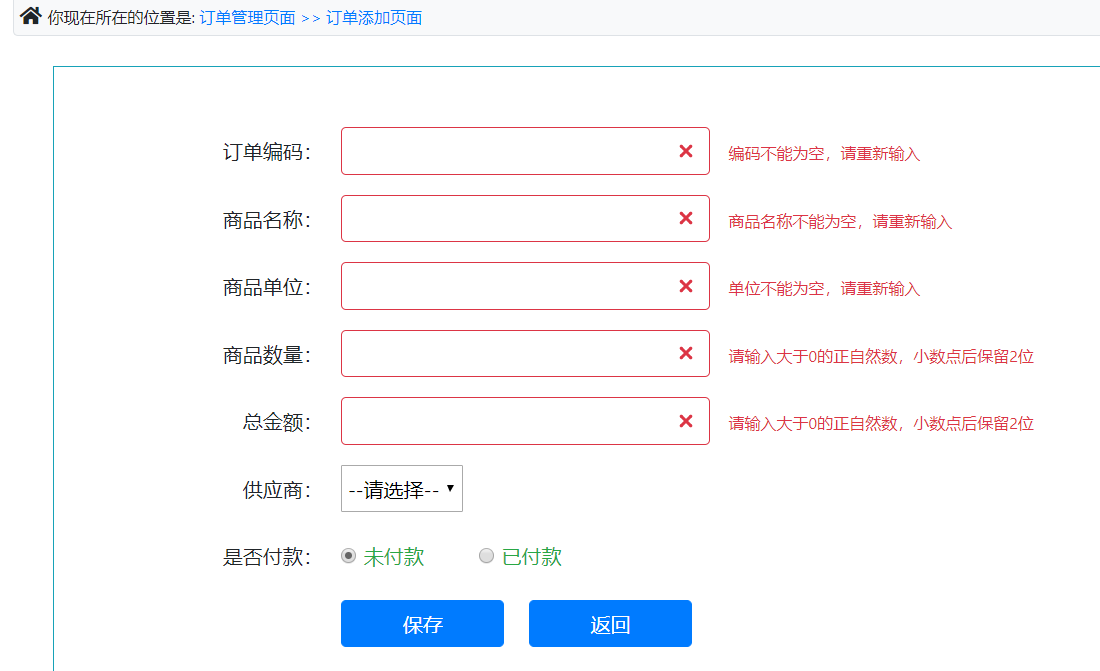 你现在所在的位置是: 订单管理页面 >> 订单添加页面
订单编码： 编码不能为空，请重新输入
商品名称： 商品名称不能为空，请重新输入
商品单位： 单位不能为空，请重新输入
商品数量： 请输入大于0的正自然数，小数点后保留2位
总金额： 请输入大于0的正自然数，小数点后保留2位
供应商： --请选择--
是否付款： 未付款 已付款
保存 返回